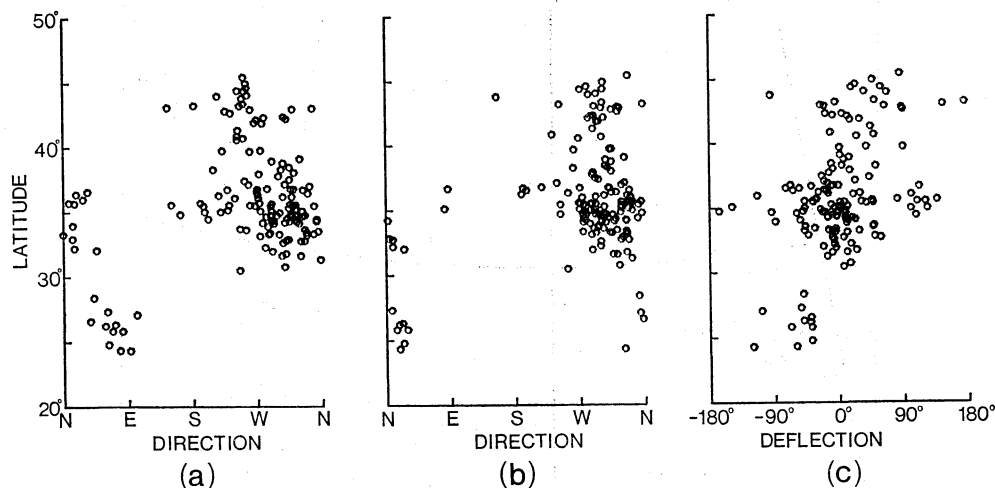 50°
40°
30°
20°
LATITUDE
N E S W N
DIRECTION
(a)
N E S W N
DIRECTION
(b)
-180° -90° 0° 90° 180°
DEFLECTION
(c)